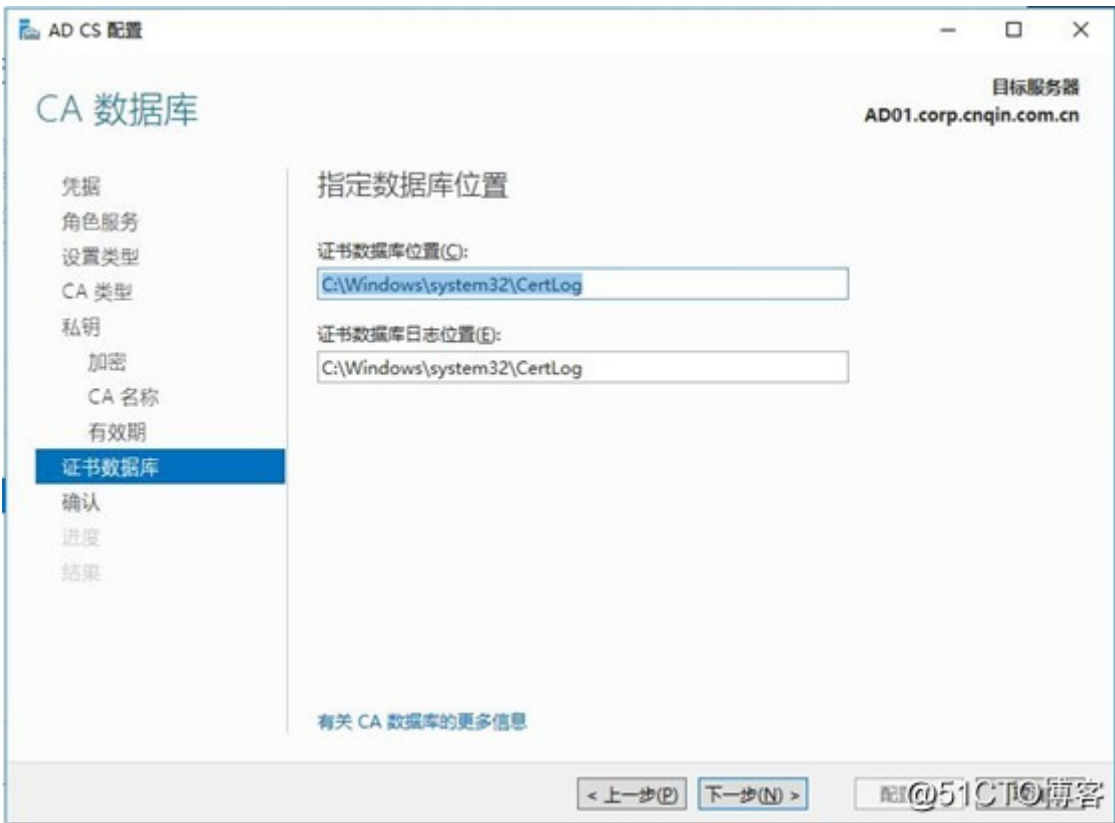 AD CS 配置
CA 数据库
目标服务器
AD01.corp.cnqin.com.cn
凭据
角色服务
设置类型
CA 类型
私钥
加密
CA 名称
有效期
证书数据库
确认
进度
结果
指定数据库位置
证书数据库位置(C):
C:\Windows\system32\CertLog
证书数据库日志位置(E):
C:\Windows\system32\CertLog
有关 CA 数据库的更多信息
< 上一步(P)
下一步(N) >
@51CTO博客